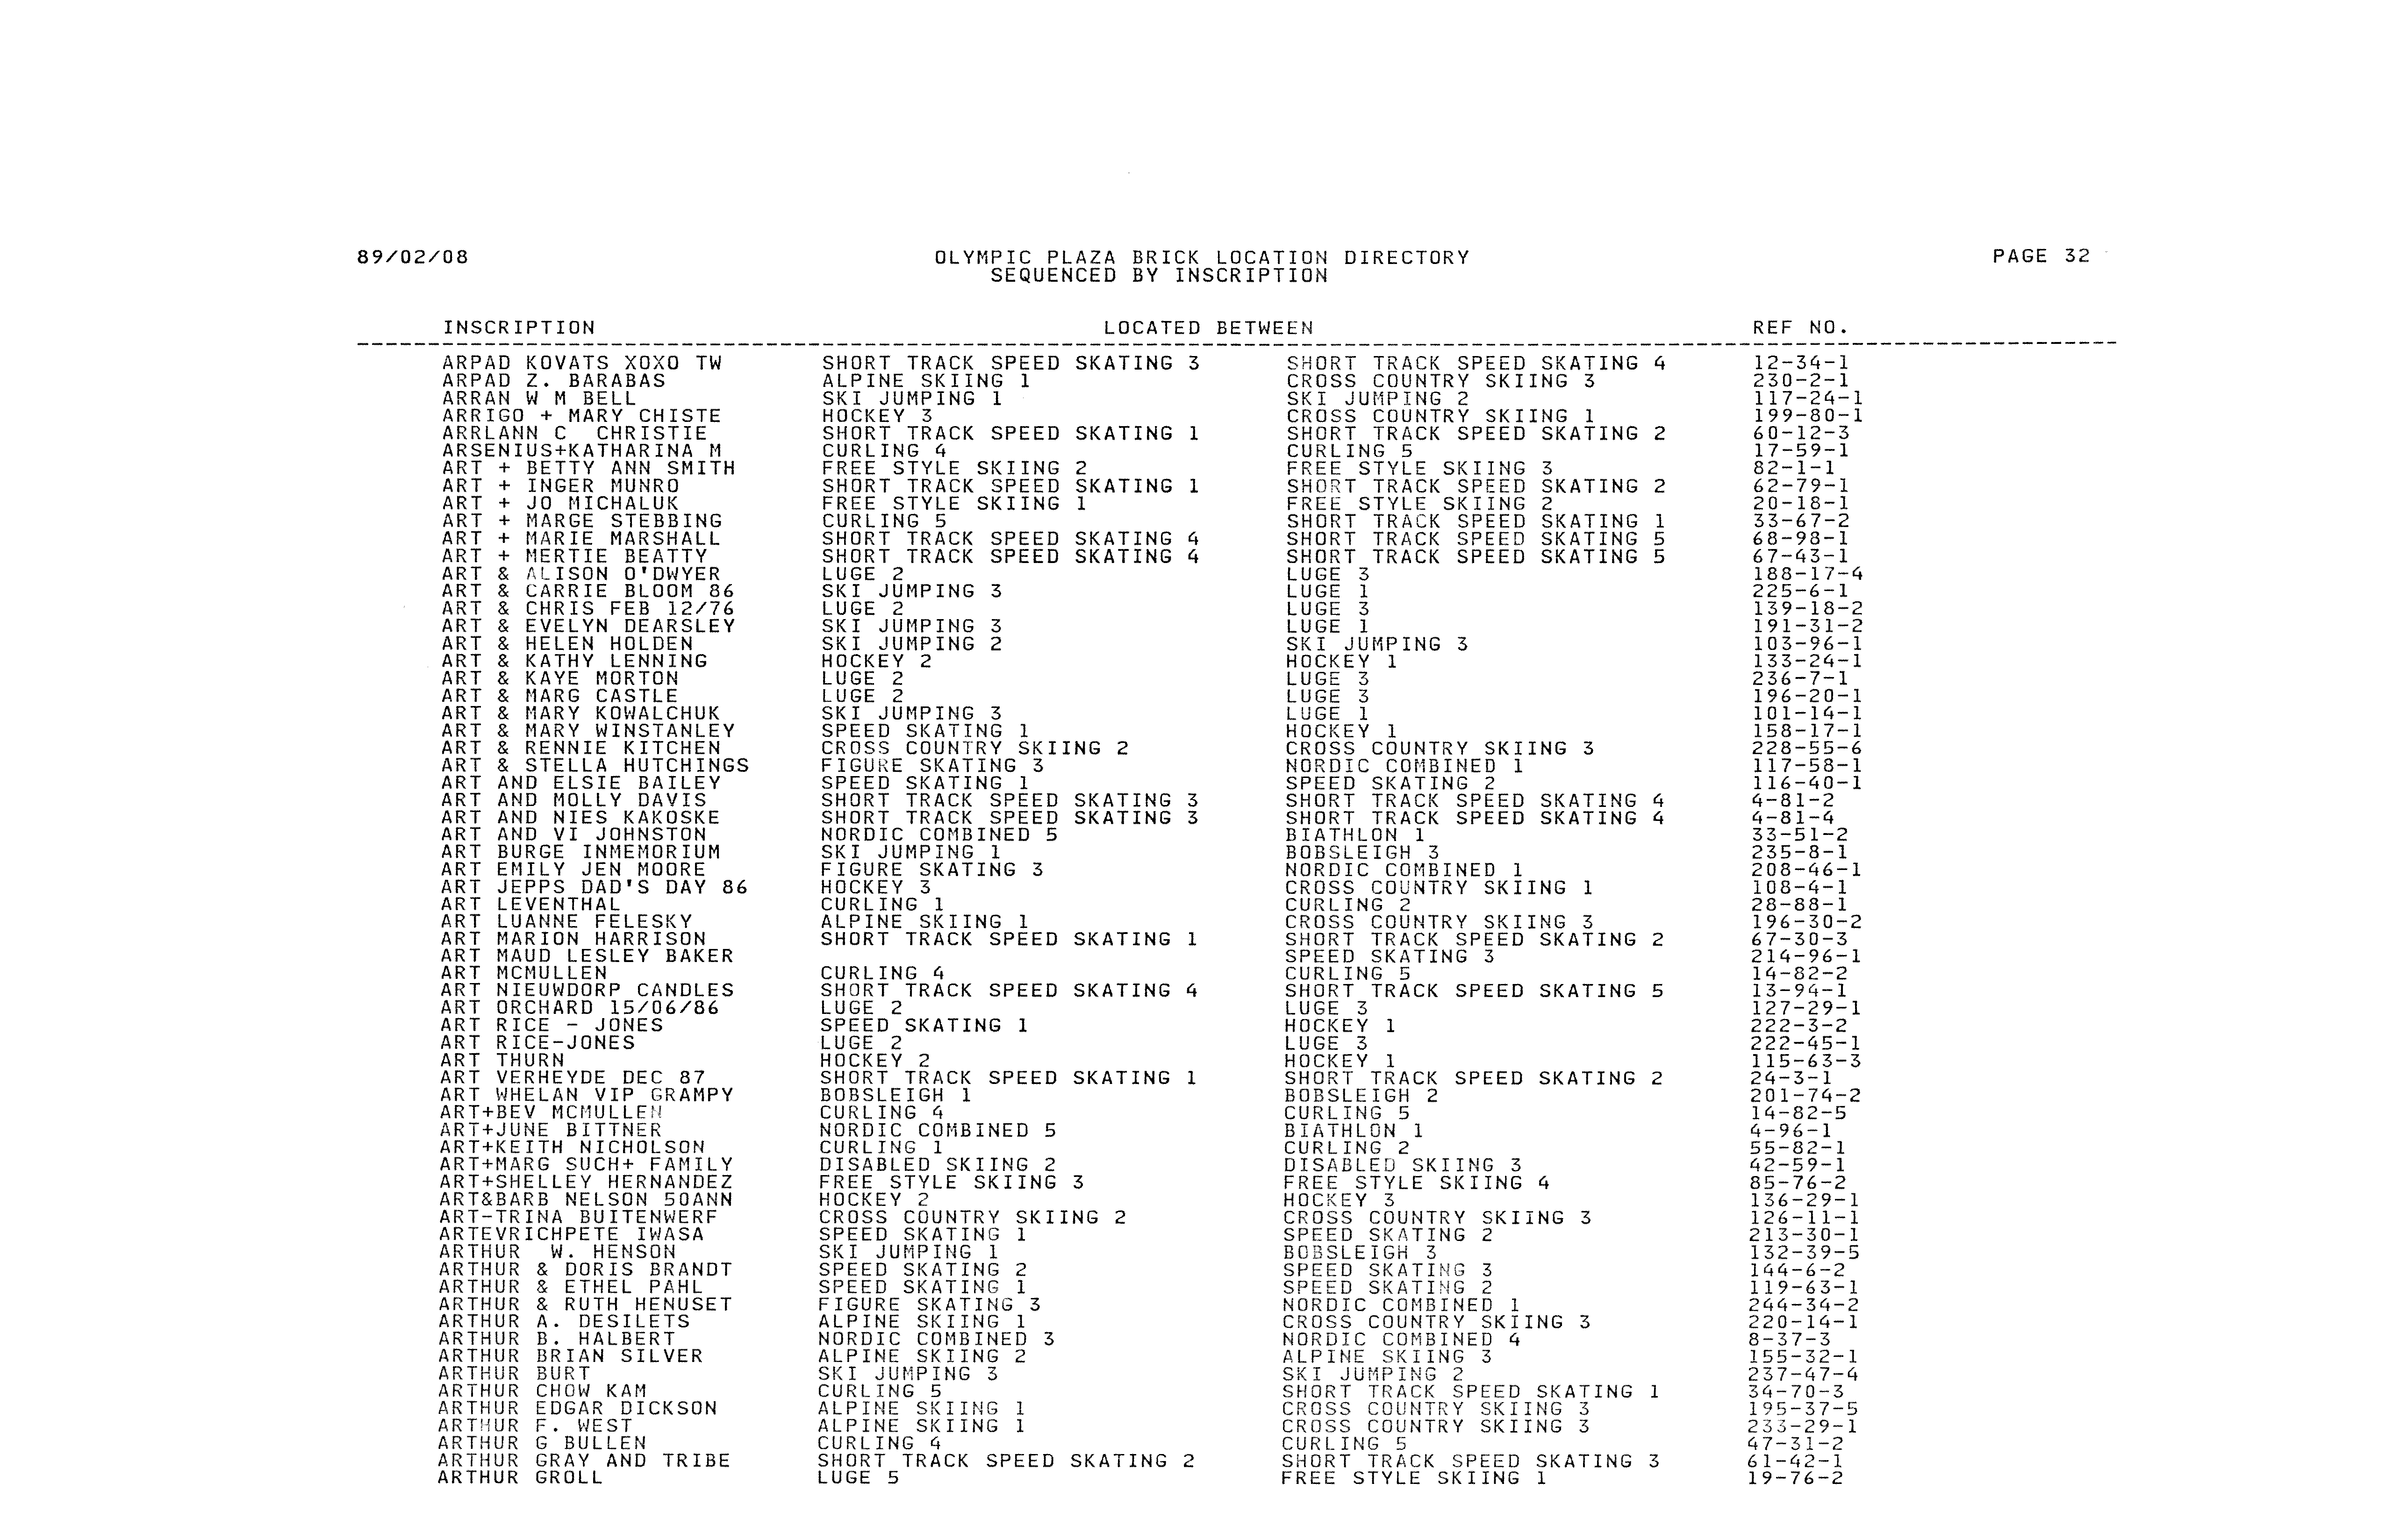 89/02/08 OLYMPIC PLAZA BRICK LOCATION DIRECTORY PAGE 32
SEQUENCED BY INSCRIPTION
INSCRIPTION LOCATED BETWEEN REF NO.
ARPAD KOVATS XOXO TW SHORT TRACK SPEED SKATING 3 SHORT TRACK SPEED SKATING 4 12-34-1
ARPAD Z. BARABAS ALPINE SKIING 1 CROSS COUNTRY SKIING 3 230-2-1
ARRAN W M BELL SKI JUMPING 1 SKI JUMPING 2 117-24-1
ARRIGO + MARY CHISTE HOCKEY 3 CROSS COUNTRY SKIING 1 199-80-1
ARRLANN C  CHRISTIE SHORT TRACK SPEED SKATING 1 SHORT TRACK SPEED SKATING 2 60-12-3
ARSENIUS+KATHARINA M CURLING 4 CURLING 5 17-59-1
ART + BETTY ANN SMITH FREE STYLE SKIING 2 FREE STYLE SKIING 3 82-1-1
ART + INGER MUNRO SHORT TRACK SPEED SKATING 1 SHORT TRACK SPEED SKATING 2 62-79-1
ART + JO MICHALUK FREE STYLE SKIING 1 FREE STYLE SKIING 2 20-18-1
ART + MARGE STEBBING CURLING 5 SHORT TRACK SPEED SKATING 1 33-67-2
ART + MARIE MARSHALL SHORT TRACK SPEED SKATING 4 SHORT TRACK SPEED SKATING 5 68-98-1
ART + MERTIE BEATTY SHORT TRACK SPEED SKATING 4 SHORT TRACK SPEED SKATING 5 67-43-1
ART & ALISON O'DWYER LUGE 2 LUGE 3 188-17-4
ART & CARRIE BLOOM 86 SKI JUMPING 3 LUGE 1 225-6-1
ART & CHRIS FEB 12/76 LUGE 2 LUGE 3 139-18-2
ART & EVELYN DEARSLEY SKI JUMPING 3 LUGE 1 191-31-2
ART & HELEN HOLDEN SKI JUMPING 2 SKI JUMPING 3 103-96-1
ART & KATHY LENNING HOCKEY 2 HOCKEY 1 133-24-1
ART & KAYE MORTON LUGE 2 LUGE 3 236-7-1
ART & MARG CASTLE LUGE 2 LUGE 3 196-20-1
ART & MARY KOWALCHUK SKI JUMPING 3 LUGE 1 101-14-1
ART & MARY WINSTANLEY SPEED SKATING 1 HOCKEY 1 158-17-1
ART & RENNIE KITCHEN CROSS COUNTRY SKIING 2 CROSS COUNTRY SKIING 3 228-55-6
ART & STELLA HUTCHINGS FIGURE SKATING 3 NORDIC COMBINED 1 117-58-1
ART AND ELSIE BAILEY SPEED SKATING 1 SPEED SKATING 2 116-40-1
ART AND MOLLY DAVIS SHORT TRACK SPEED SKATING 3 SHORT TRACK SPEED SKATING 4 4-81-2
ART AND NIES KAKOSKE SHORT TRACK SPEED SKATING 3 SHORT TRACK SPEED SKATING 4 4-81-4
ART AND VI JOHNSTON NORDIC COMBINED 5 BIATHLON 1 33-51-2
ART BURGE INMEMORIUM SKI JUMPING 1 BOBSLEIGH 3 235-8-1
ART EMILY JEN MOORE FIGURE SKATING 3 NORDIC COMBINED 1 208-46-1
ART JEPPS DAD'S DAY 86 HOCKEY 3 CROSS COUNTRY SKIING 1 108-4-1
ART LEVENTHAL CURLING 1 CURLING 2 28-88-1
ART LUANNE FELESKY ALPINE SKIING 1 CROSS COUNTRY SKIING 3 196-30-2
ART MARION HARRISON SHORT TRACK SPEED SKATING 1 SHORT TRACK SPEED SKATING 2 67-30-3
ART MAUD LESLEY BAKER SPEED SKATING 3 214-96-1
ART MCMULLEN CURLING 4 CURLING 5 14-82-2
ART NIEUWDORP CANDLES SHORT TRACK SPEED SKATING 4 SHORT TRACK SPEED SKATING 5 13-94-1
ART ORCHARD 15/06/86 LUGE 2 LUGE 3 127-29-1
ART RICE - JONES SPEED SKATING 1 HOCKEY 1 222-3-2
ART RICE-JONES LUGE 2 LUGE 3 222-45-1
ART THURN HOCKEY 2 HOCKEY 1 115-63-3
ART VERHEYDE DEC 87 SHORT TRACK SPEED SKATING 1 SHORT TRACK SPEED SKATING 2 24-3-1
ART WHELAN VIP GRAMPY BOBSLEIGH 1 BOBSLEIGH 2 201-74-2
ART+BEV MCMULLEN CURLING 4 CURLING 5 14-82-5
ART+JUNE BITTNER NORDIC COMBINED 5 BIATHLON 1 4-96-1
ART+KEITH NICHOLSON CURLING 1 CURLING 2 55-82-1
ART+MARG SUCH+ FAMILY DISABLED SKIING 2 DISABLED SKIING 3 42-59-1
ART+SHELLEY HERNANDEZ FREE STYLE SKIING 3 FREE STYLE SKIING 4 85-76-2
ART&BARB NELSON 50ANN HOCKEY 2 HOCKEY 3 136-29-1
ART-TRINA BUITENWERF CROSS COUNTRY SKIING 2 CROSS COUNTRY SKIING 3 126-11-1
ARTEVRICHPETE IWASA SPEED SKATING 1 SPEED SKATING 2 213-30-1
ARTHUR  W. HENSON SKI JUMPING 1 BOBSLEIGH 3 132-39-5
ARTHUR & DORIS BRANDT SPEED SKATING 2 SPEED SKATING 3 144-6-2
ARTHUR & ETHEL PAHL SPEED SKATING 1 SPEED SKATING 2 119-63-1
ARTHUR & RUTH HENUSET FIGURE SKATING 3 NORDIC COMBINED 1 244-34-2
ARTHUR A. DESILETS ALPINE SKIING 1 CROSS COUNTRY SKIING 3 220-14-1
ARTHUR B. HALBERT NORDIC COMBINED 3 NORDIC COMBINED 4 8-37-3
ARTHUR BRIAN SILVER ALPINE SKIING 2 ALPINE SKIING 3 155-32-1
ARTHUR BURT SKI JUMPING 3 SKI JUMPING 2 237-47-4
ARTHUR CHOW KAM CURLING 5 SHORT TRACK SPEED SKATING 1 34-70-3
ARTHUR EDGAR DICKSON ALPINE SKIING 1 CROSS COUNTRY SKIING 3 195-37-5
ARTHUR F. WEST ALPINE SKIING 1 CROSS COUNTRY SKIING 3 233-29-1
ARTHUR G BULLEN CURLING 4 CURLING 5 47-31-2
ARTHUR GRAY AND TRIBE SHORT TRACK SPEED SKATING 2 SHORT TRACK SPEED SKATING 3 61-42-1
ARTHUR GROLL LUGE 5 FREE STYLE SKIING 1 19-76-2